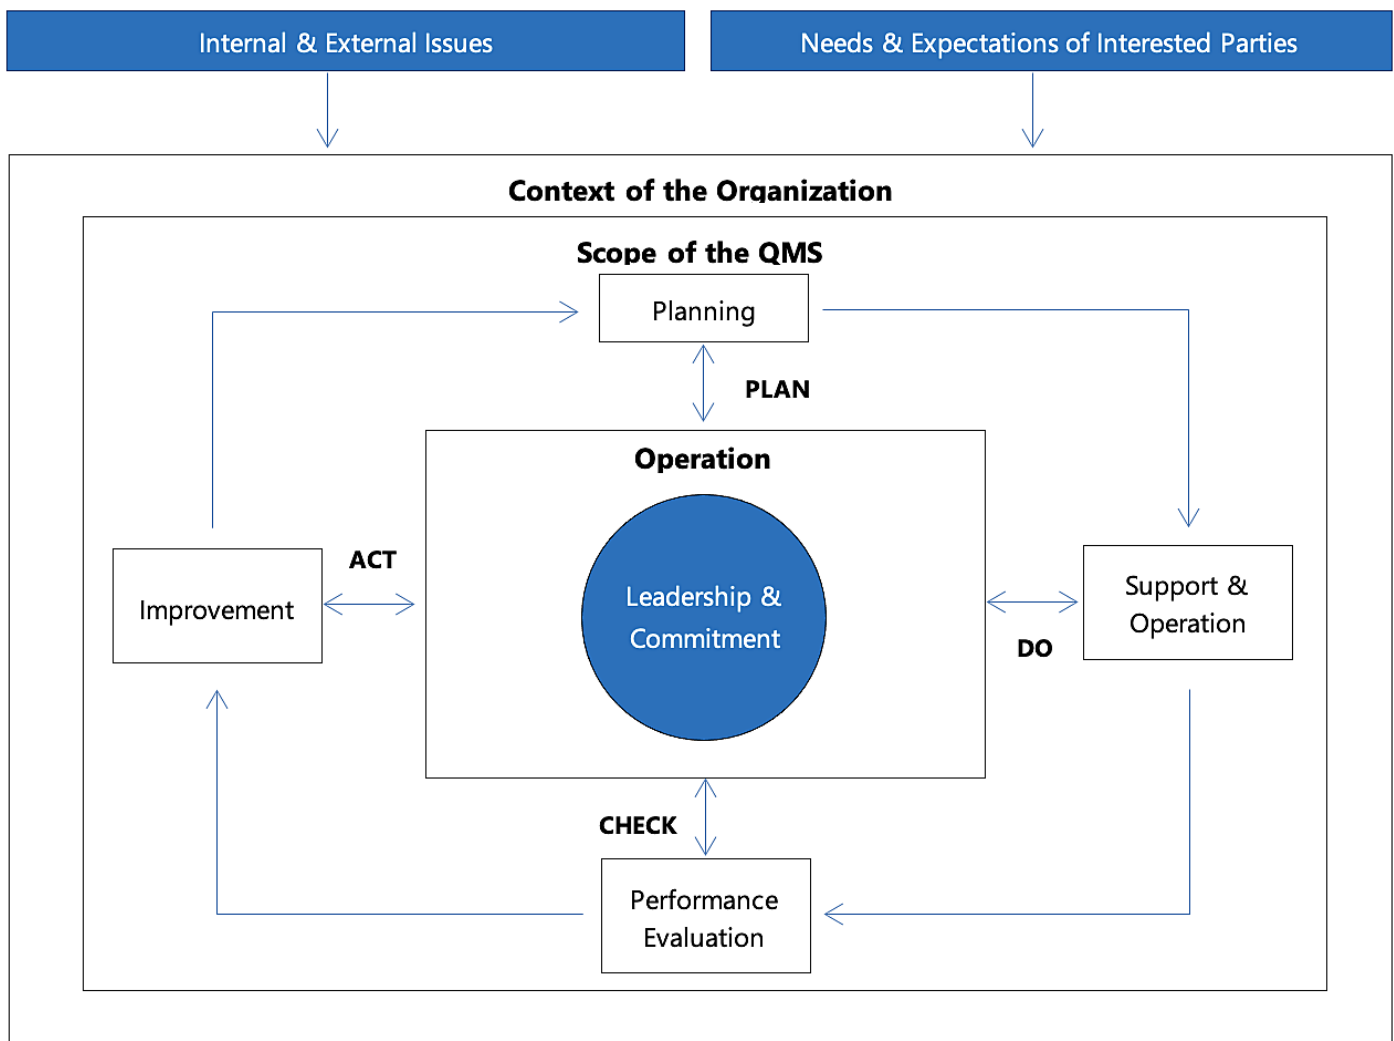 Internal & External Issues
Needs & Expectations of Interested Parties
Context of the Organization
Scope of the QMS
Planning
PLAN
Operation
ACT
Leadership &
Commitment
Improvement
Support &
Operation
DO
CHECK
Performance
Evaluation